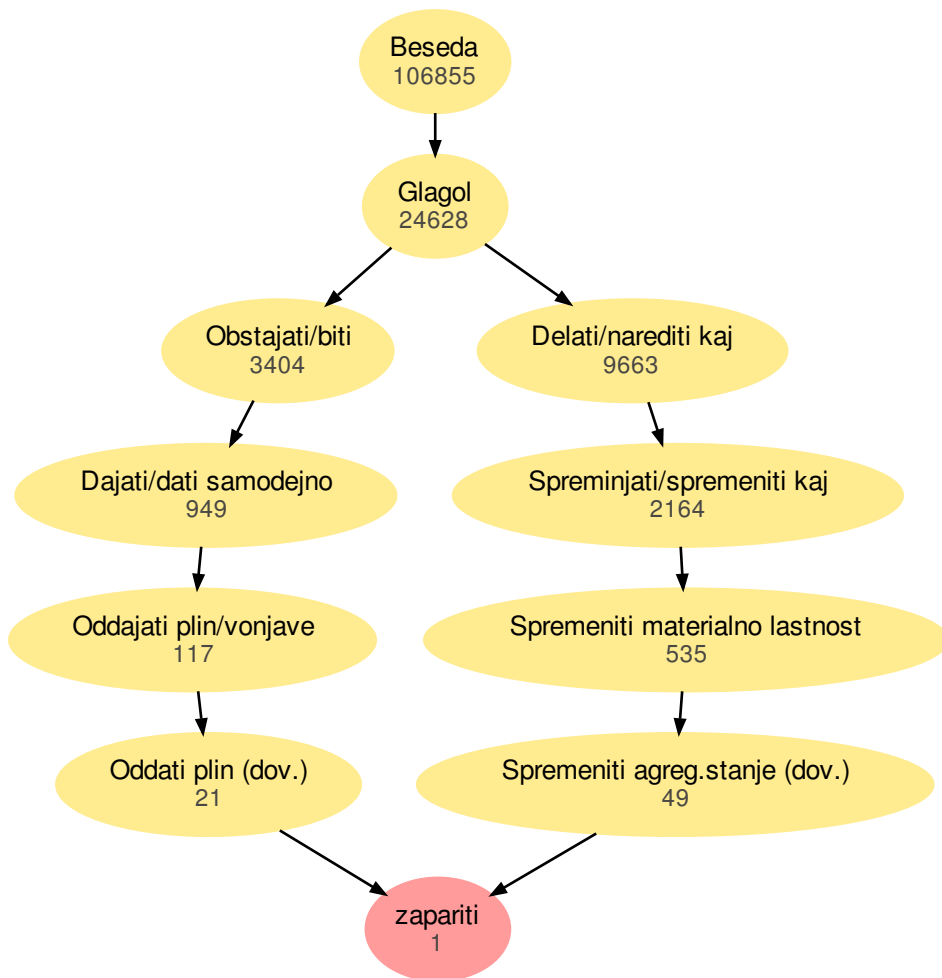 Beseda
106855
Glagol
24628
Obstajati/biti
3404
Delati/narediti kaj
9663
Dajati/dati samodejno
949
Spreminjati/spremeniti kaj
2164
Oddajati plin/vonjave
117
Spremeniti materialno lastnost
535
Oddati plin (dov.)
21
Spremeniti agreg.stanje (dov.)
49
zapariti
1